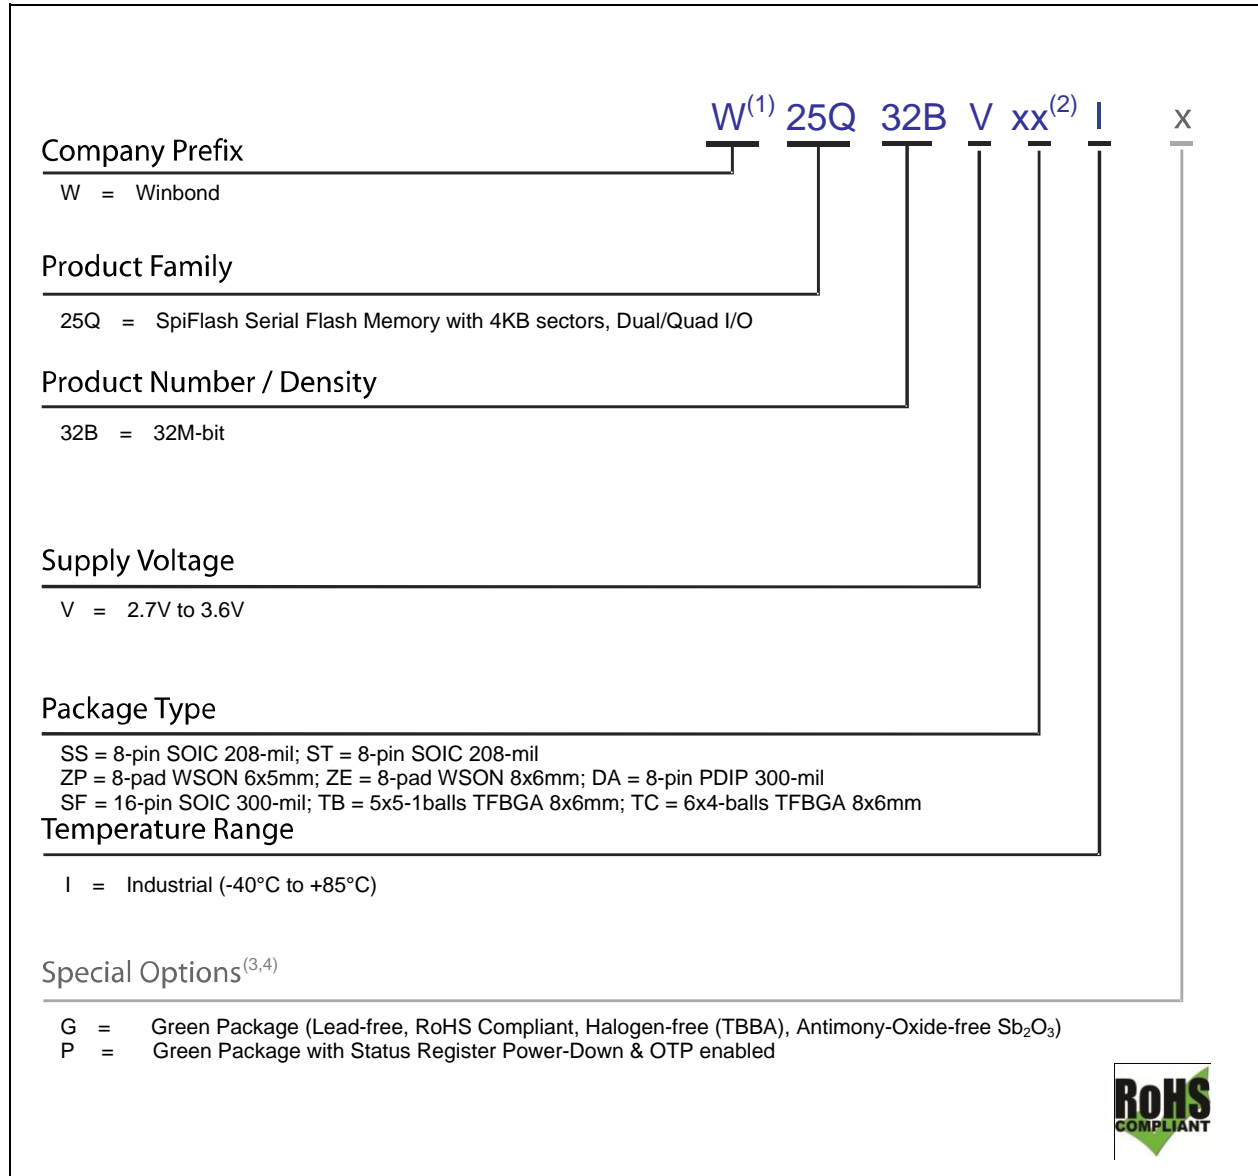 W(1) 25Q 32B V xx(2) I x
Company Prefix
W = Winbond
Product Family
25Q = SpiFlash Serial Flash Memory with 4KB sectors, Dual/Quad I/O
Product Number / Density
32B = 32M-bit
Supply Voltage
V = 2.7V to 3.6V
Package Type
SS = 8-pin SOIC 208-mil; ST = 8-pin SOIC 208-mil
ZP = 8-pad WSON 6x5mm; ZE = 8-pad WSON 8x6mm; DA = 8-pin PDIP 300-mil
SF = 16-pin SOIC 300-mil; TB = 5x5-1balls TFBGA 8x6mm; TC = 6x4-balls TFBGA 8x6mm
Temperature Range
I = Industrial (-40°C to +85°C)
Special Options(3,4)
G = Green Package (Lead-free, RoHS Compliant, Halogen-free (TBBA), Antimony-Oxide-free Sb2O3)
P = Green Package with Status Register Power-Down & OTP enabled
RoHS
COMPLIANT